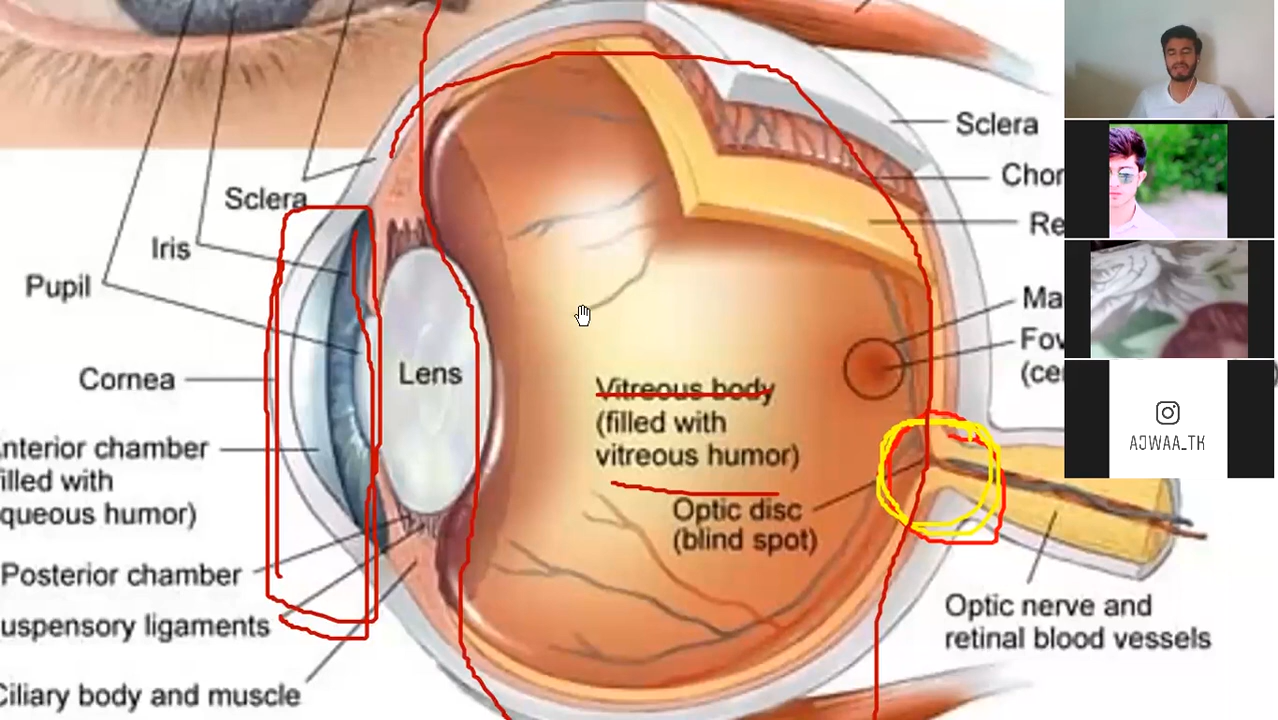 Sclera
Iris
Pupil
Cornea
nterior chamber
filled with
queous humor)
Posterior chamber
uspensory ligaments
Ciliary body and muscle
Lens
Vitreous body
(filled with
vitreous humor)
Optic disc
(blind spot)
Sclera
Chor
Re
Ma
Fov
(ce
Optic nerve and
retinal blood vessels
AJWAA_TK